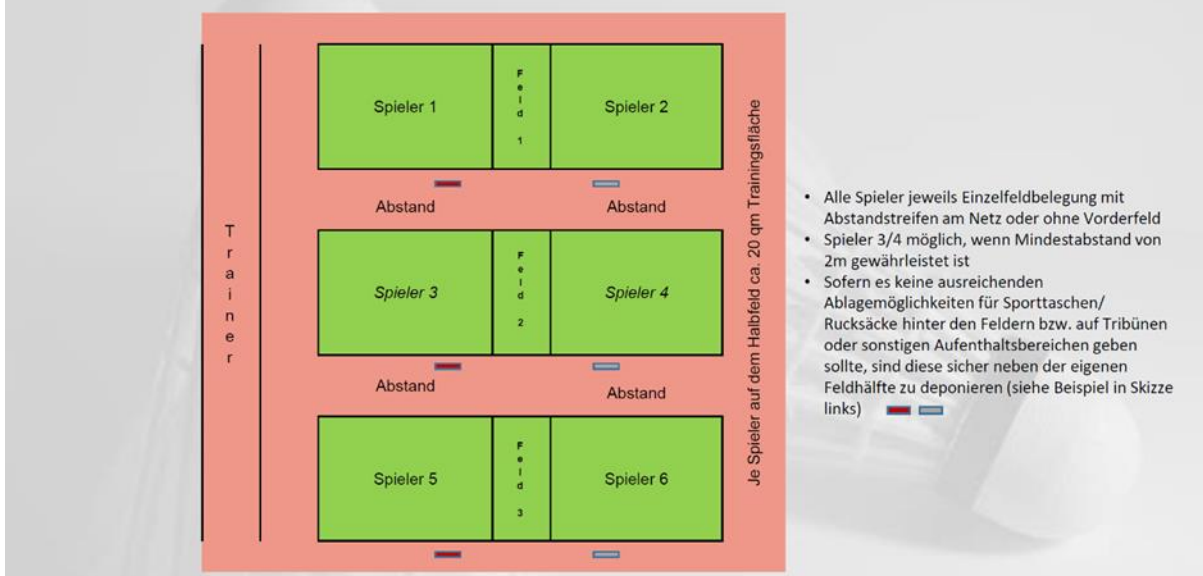 Spieler 1
Feld 1
Spieler 2
Abstand
Abstand
Trainer
Spieler 3
Feld 2
Spieler 4
Abstand
Abstand
Spieler 5
Feld 3
Spieler 6
Je Spieler auf dem Halbfeld ca. 20 qm Trainingsfläche
• Alle Spieler jeweils Einzelfeldbelegung mit
Abstandstreifen am Netz oder ohne Vorderfeld
• Spieler 3/4 möglich, wenn Mindestabstand von
2m gewährleistet ist
• Sofern es keine ausreichenden
Ablagemöglichkeiten für Sporttaschen/
Rucksäcke hinter den Feldern bzw. auf Tribünen
oder sonstigen Aufenthaltsbereichen geben
sollte, sind diese sicher neben der eigenen
Feldhälfte zu deponieren (siehe Beispiel in Skizze
links)